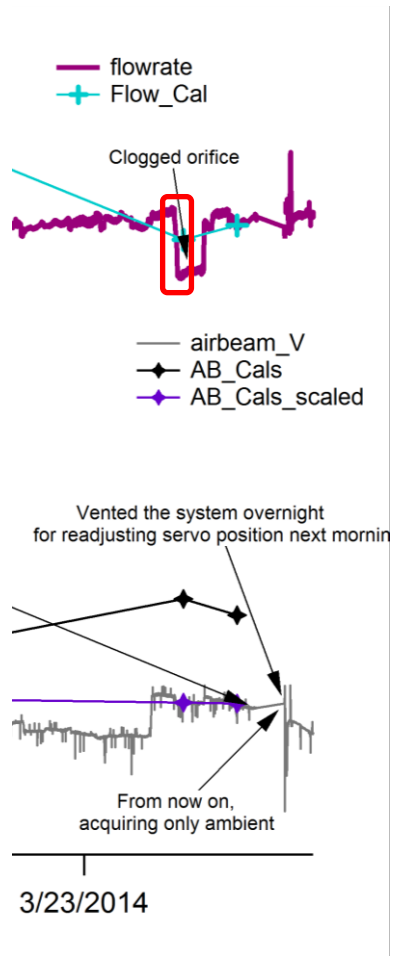 flowrate
Flow_Cal
Clogged orifice
airbeam_V
AB_Cals
AB_Cals_scaled
Vented the system overnight
for readjusting servo position next mornin
From now on,
acquiring only ambient
3/23/2014